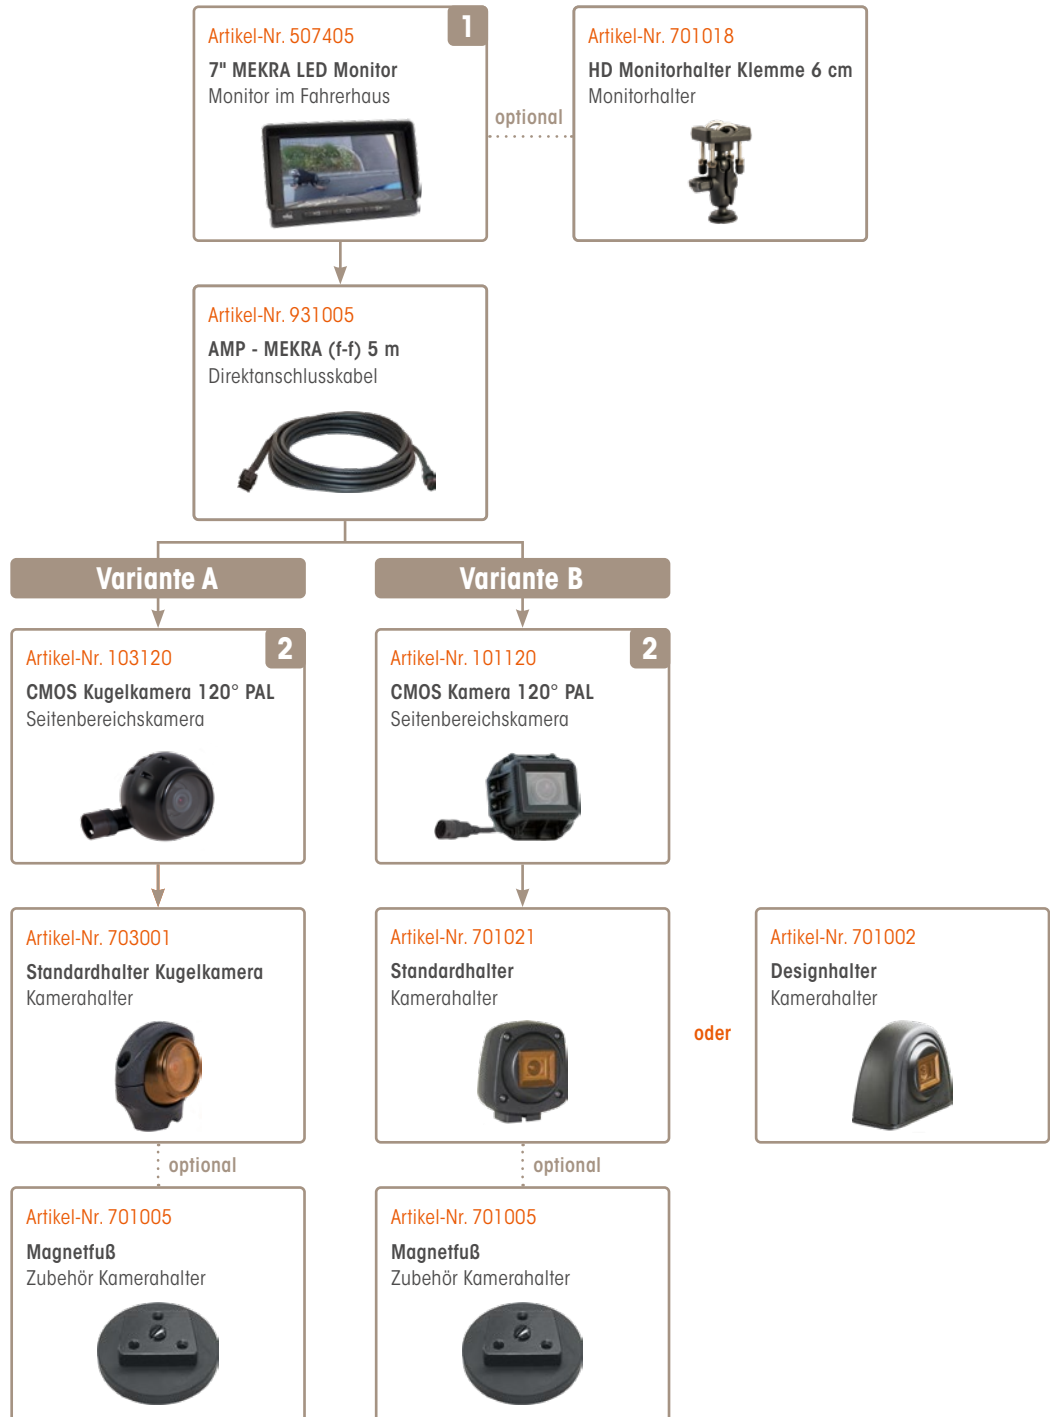 Artikel-Nr. 507405
1
7" MEKRA LED Monitor
Monitor im Fahrerhaus
optional
Artikel-Nr. 701018
HD Monitorhalter Klemme 6 cm
Monitorhalter
Artikel-Nr. 931005
AMP - MEKRA (f-f) 5 m
Direktanschlusskabel
Variante A
Variante B
Artikel-Nr. 103120
2
CMOS Kugelkamera 120° PAL
Seitenbereichskamera
Artikel-Nr. 101120
2
CMOS Kamera 120° PAL
Seitenbereichskamera
Artikel-Nr. 703001
Standardhalter Kugelkamera
Kamerahalter
Artikel-Nr. 701021
Standardhalter
Kamerahalter
oder
Artikel-Nr. 701002
Designhalter
Kamerahalter
optional
optional
Artikel-Nr. 701005
Magnetfuß
Zubehör Kamerahalter
Artikel-Nr. 701005
Magnetfuß
Zubehör Kamerahalter